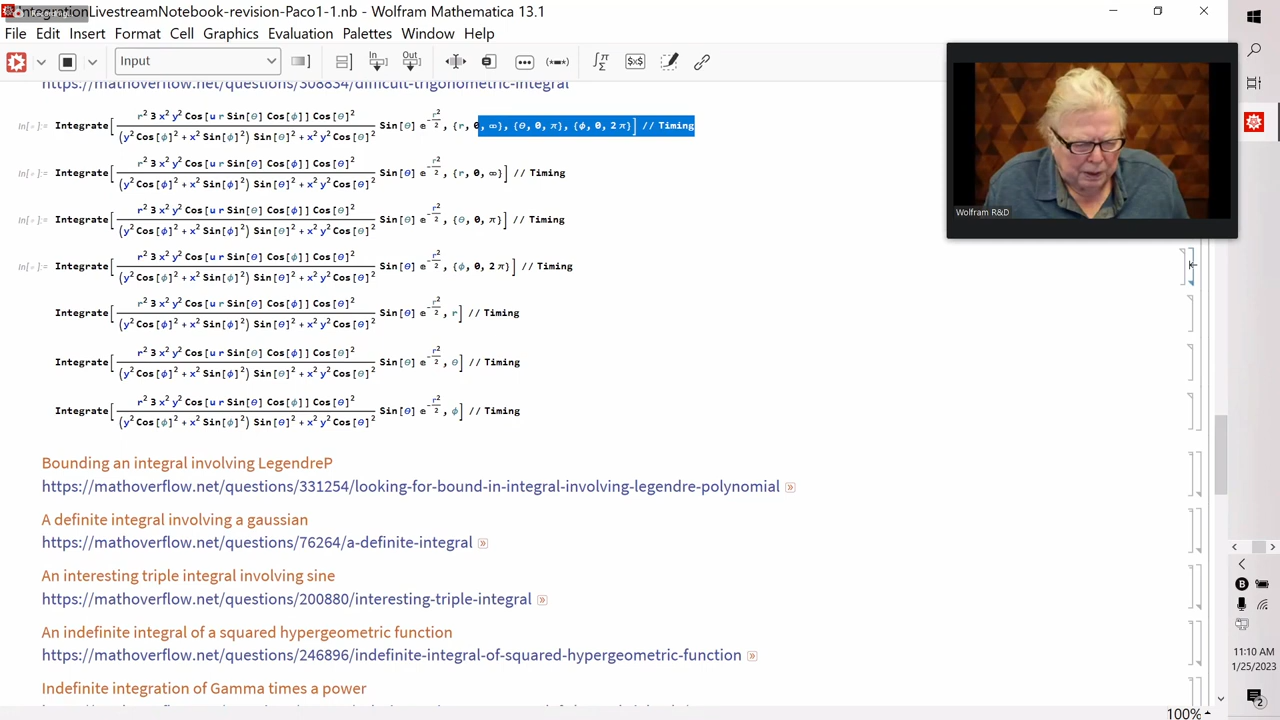 IntegrationLivestreamNotebook-revision-Paco1-1.nb - Wolfram Mathematica 13.1
File Edit Insert Format Cell Graphics Evaluation Palettes Window Help
Input In Out
https://mathoverflow.net/questions/308834/difficult-trigonometric-integral
In[ ]:= Integrate[(r^2 3 x^2 y^2 Cos[u r Sin[θ] Cos[ϕ]] Cos[θ]^2)/((y^2 Cos[ϕ]^2 + x^2 Sin[ϕ]^2) Sin[θ]^2 + x^2 y^2 Cos[θ]^2) Sin[θ] e^(-r^2/2), {r, 0, ∞}, {θ, 0, π}, {ϕ, 0, 2 π}] // Timing
In[ ]:= Integrate[(r^2 3 x^2 y^2 Cos[u r Sin[θ] Cos[ϕ]] Cos[θ]^2)/((y^2 Cos[ϕ]^2 + x^2 Sin[ϕ]^2) Sin[θ]^2 + x^2 y^2 Cos[θ]^2) Sin[θ] e^(-r^2/2), {r, 0, ∞}] // Timing
In[ ]:= Integrate[(r^2 3 x^2 y^2 Cos[u r Sin[θ] Cos[ϕ]] Cos[θ]^2)/((y^2 Cos[ϕ]^2 + x^2 Sin[ϕ]^2) Sin[θ]^2 + x^2 y^2 Cos[θ]^2) Sin[θ] e^(-r^2/2), {θ, 0, π}] // Timing
In[ ]:= Integrate[(r^2 3 x^2 y^2 Cos[u r Sin[θ] Cos[ϕ]] Cos[θ]^2)/((y^2 Cos[ϕ]^2 + x^2 Sin[ϕ]^2) Sin[θ]^2 + x^2 y^2 Cos[θ]^2) Sin[θ] e^(-r^2/2), {ϕ, 0, 2 π}] // Timing
Integrate[(r^2 3 x^2 y^2 Cos[u r Sin[θ] Cos[ϕ]] Cos[θ]^2)/((y^2 Cos[ϕ]^2 + x^2 Sin[ϕ]^2) Sin[θ]^2 + x^2 y^2 Cos[θ]^2) Sin[θ] e^(-r^2/2), r] // Timing
Integrate[(r^2 3 x^2 y^2 Cos[u r Sin[θ] Cos[ϕ]] Cos[θ]^2)/((y^2 Cos[ϕ]^2 + x^2 Sin[ϕ]^2) Sin[θ]^2 + x^2 y^2 Cos[θ]^2) Sin[θ] e^(-r^2/2), θ] // Timing
Integrate[(r^2 3 x^2 y^2 Cos[u r Sin[θ] Cos[ϕ]] Cos[θ]^2)/((y^2 Cos[ϕ]^2 + x^2 Sin[ϕ]^2) Sin[θ]^2 + x^2 y^2 Cos[θ]^2) Sin[θ] e^(-r^2/2), ϕ] // Timing
Bounding an integral involving LegendreP
https://mathoverflow.net/questions/331254/looking-for-bound-in-integral-involving-legendre-polynomial
A definite integral involving a gaussian
https://mathoverflow.net/questions/76264/a-definite-integral
An interesting triple integral involving sine
https://mathoverflow.net/questions/200880/interesting-triple-integral
An indefinite integral of a squared hypergeometric function
https://mathoverflow.net/questions/246896/indefinite-integral-of-squared-hypergeometric-function
Indefinite integration of Gamma times a power
100%
Wolfram R&D
11:10 AM
1/25/2023
2